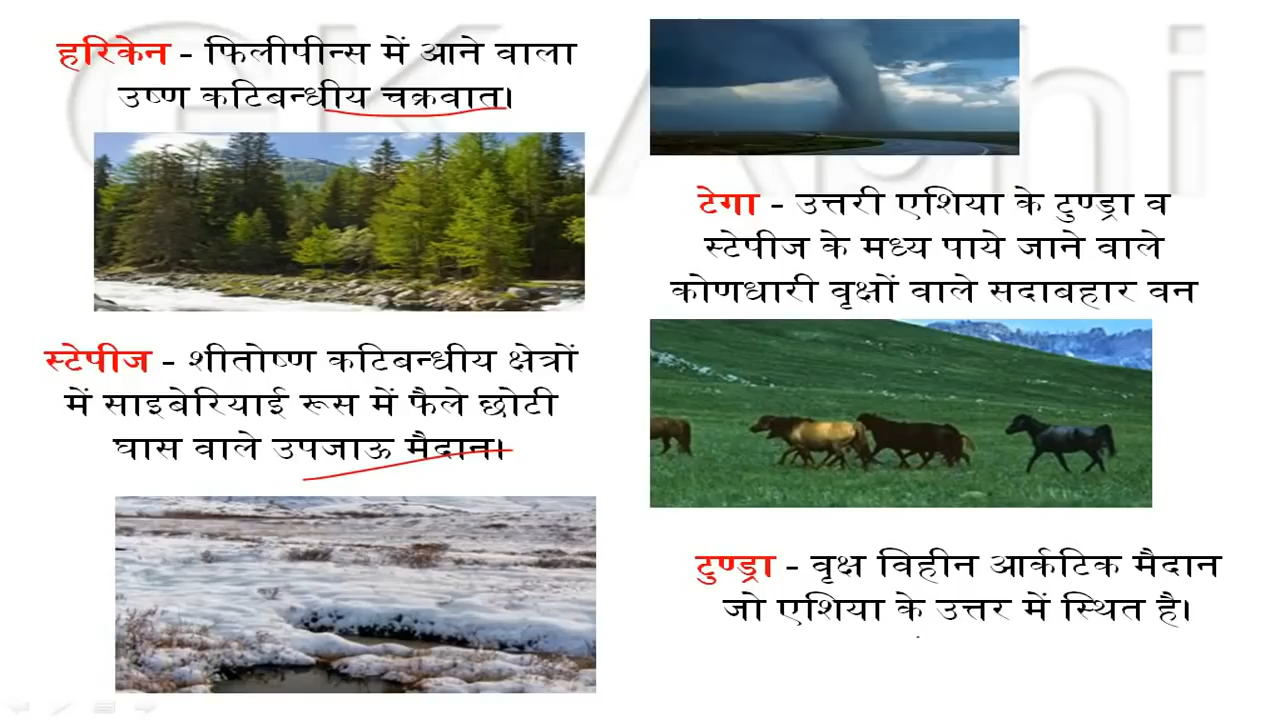 हरिकेन - फिलीपीन्स में आने वाला
उष्ण कटिबन्धीय चक्रवात।
टेगा - उत्तरी एशिया के टुण्ड्रा व
स्टेपीज के मध्य पाये जाने वाले
कोणधारी वृक्षों वाले सदाबहार वन
स्टेपीज - शीतोष्ण कटिबन्धीय क्षेत्रों
में साइबेरियाई रूस में फैले छोटी
घास वाले उपजाऊ मैदान।
टुण्ड्रा - वृक्ष विहीन आर्कटिक मैदान
जो एशिया के उत्तर में स्थित है।